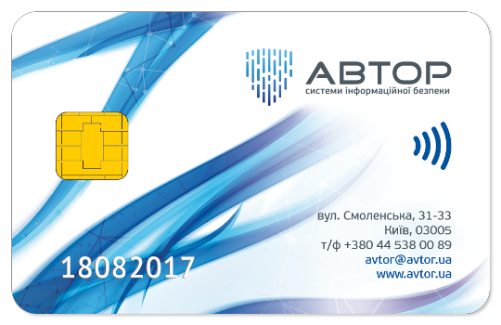 АВТОР
системи інформаційної безпеки
вул. Смоленська, 31-33
Київ, 03005
т/ф +380 44 538 00 89
avtor@avtor.ua
www.avtor.ua
18082017